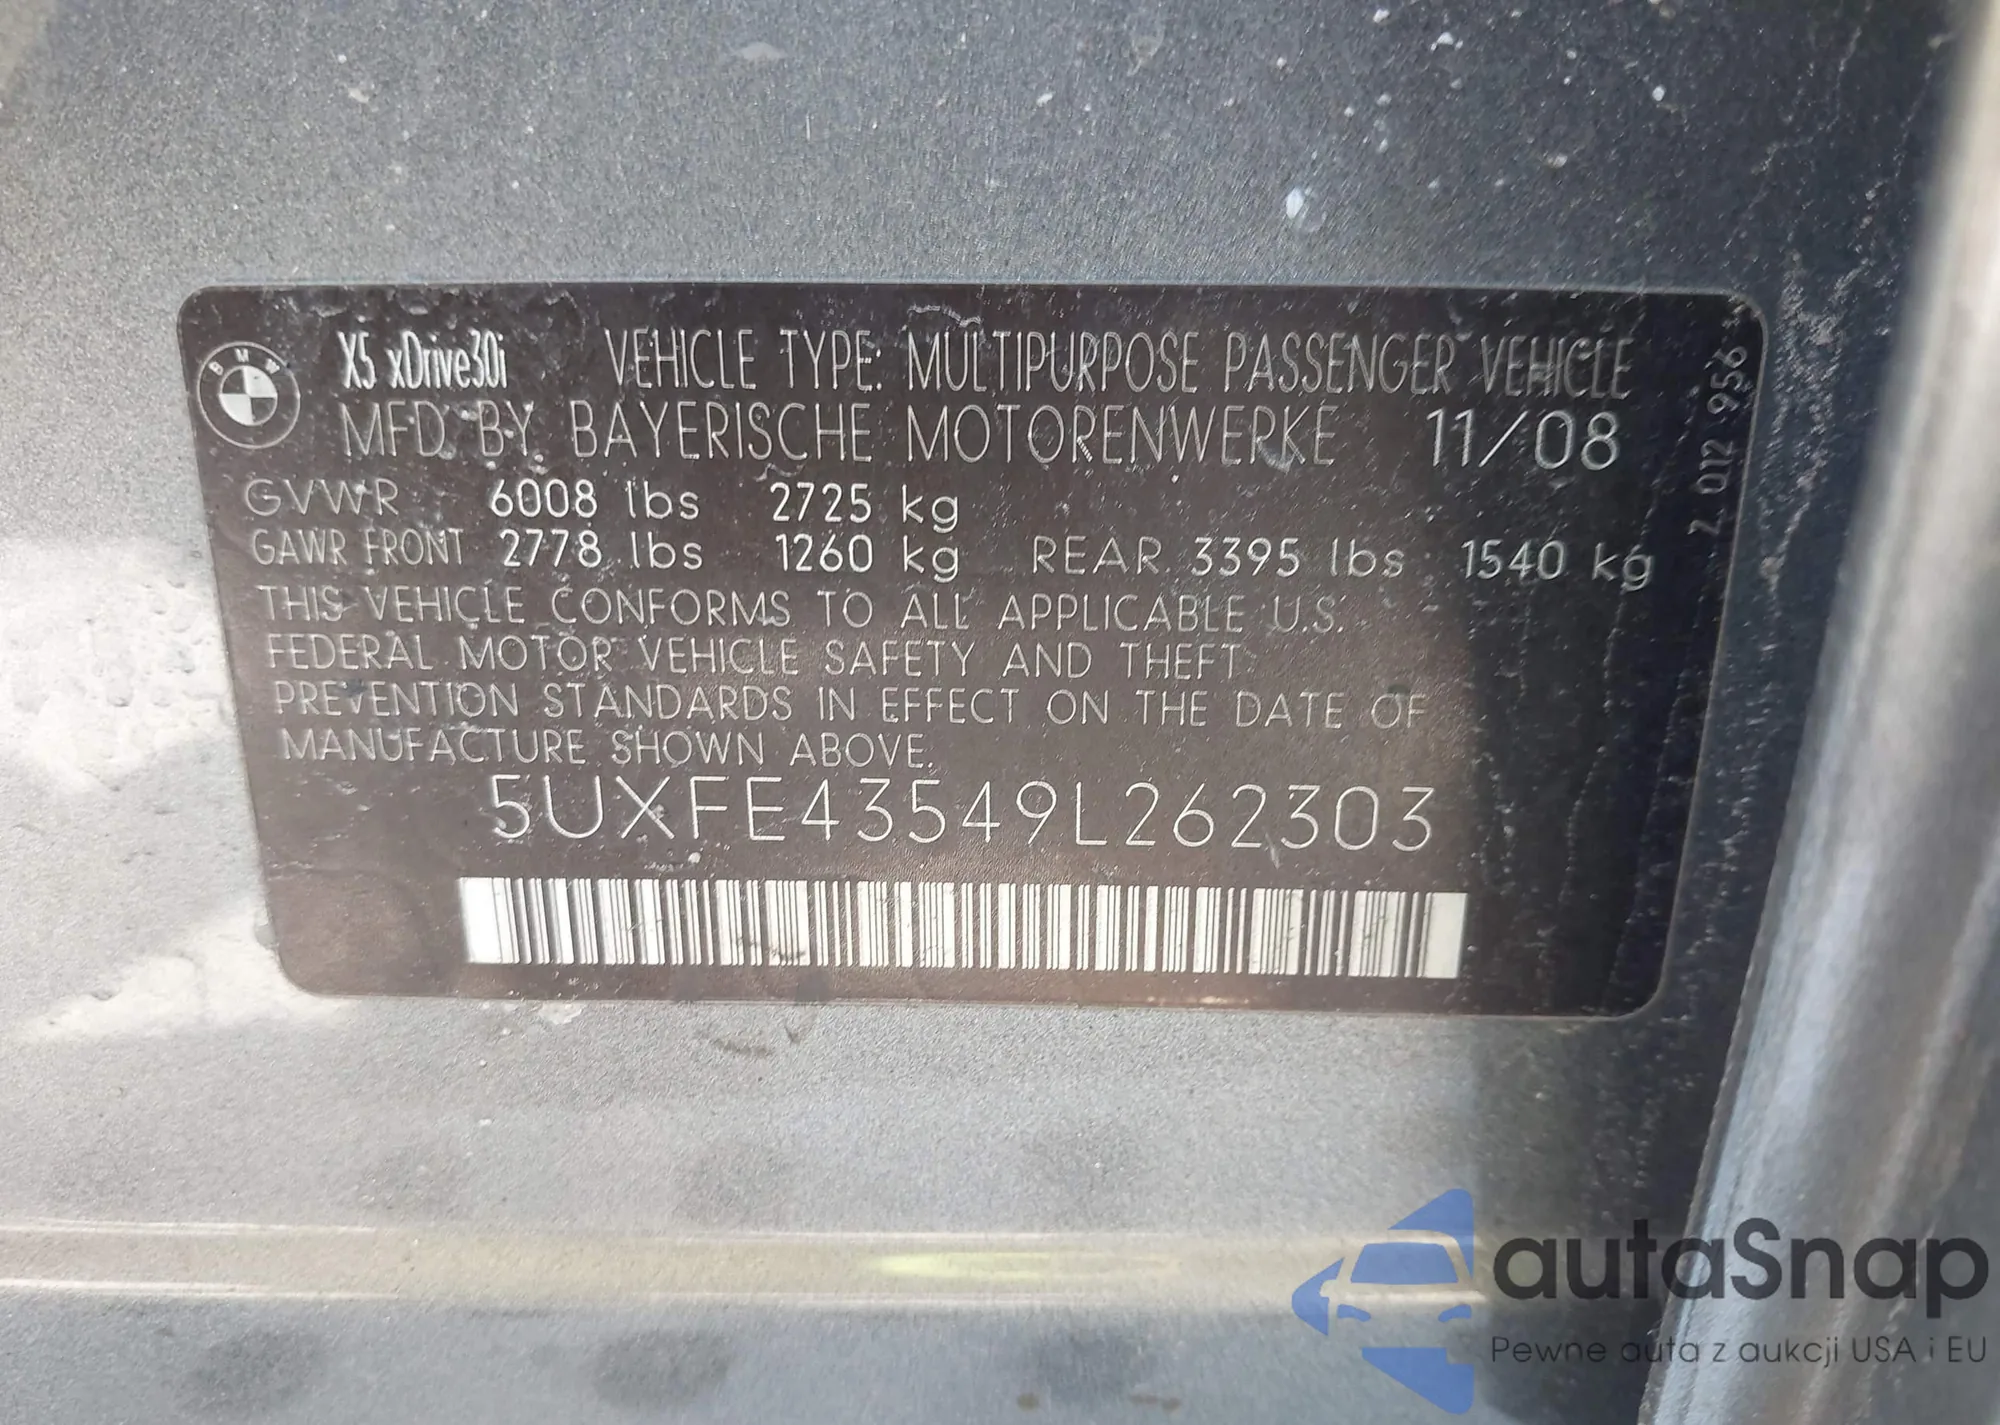 BMW
X5 xDrive30i VEHICLE TYPE: MULTIPURPOSE PASSENGER VEHICLE
MFD. BY BAYERISCHE MOTORENWERKE 11/08
GVWR 6008 lbs 2725 kg
GAWR FRONT 2778 lbs 1260 kg REAR 3395 lbs 1540 kg
THIS VEHICLE CONFORMS TO ALL APPLICABLE U.S.
FEDERAL MOTOR VEHICLE SAFETY AND THEFT
PREVENTION STANDARDS IN EFFECT ON THE DATE OF
MANUFACTURE SHOWN ABOVE.
5UXFE43549L262303
7 012 956
autaSnap
Pewne auta z aukcji USA i EU